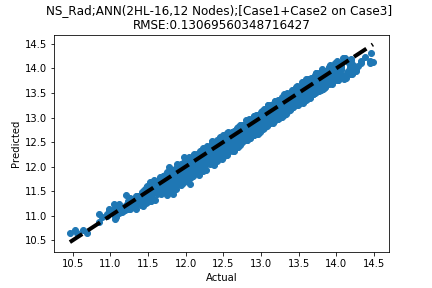 NS_Rad;ANN(2HL-16,12 Nodes);[Case1+Case2 on Case3]
RMSE:0.13069560348716427
14.5
14.0
13.5
13.0
12.5
12.0
11.5
11.0
10.5
Predicted
10.5 11.0 11.5 12.0 12.5 13.0 13.5 14.0 14.5
Actual